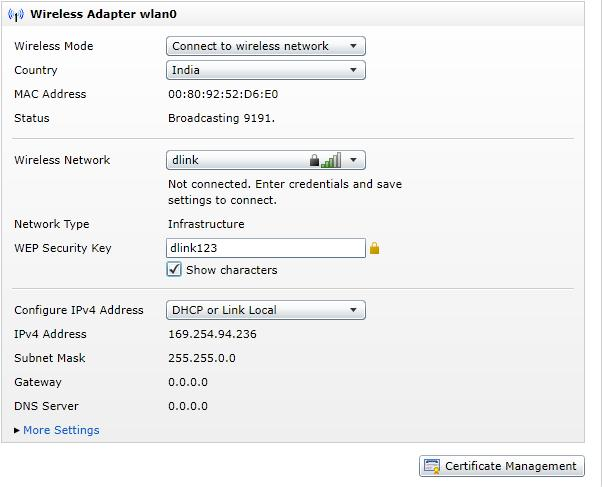 Wireless Adapter wlan0
Wireless Mode Connect to wireless network
Country India
MAC Address 00:80:92:52:D6:E0
Status Broadcasting 9191.
Wireless Network dlink
Not connected. Enter credentials and save
settings to connect.
Network Type Infrastructure
WEP Security Key dlink123
Show characters
Configure IPv4 Address DHCP or Link Local
IPv4 Address 169.254.94.236
Subnet Mask 255.255.0.0
Gateway 0.0.0.0
DNS Server 0.0.0.0
More Settings
Certificate Management